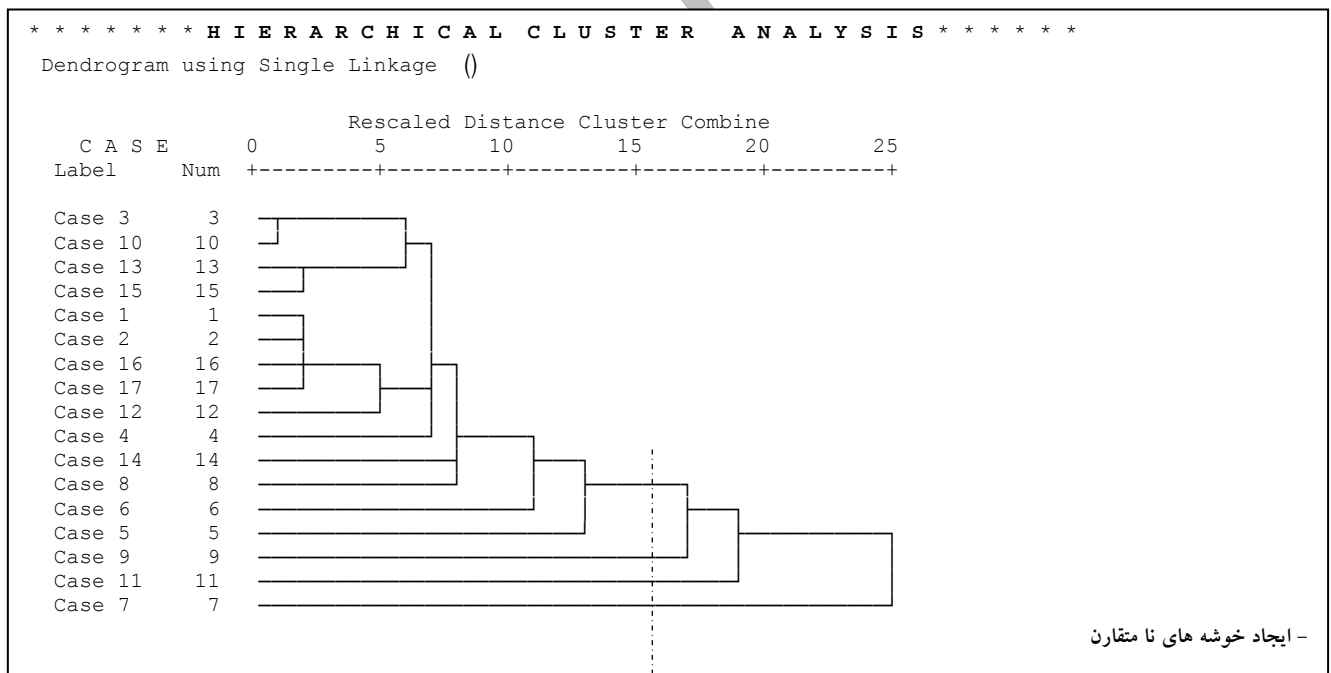 * * * * * * * H I E R A R C H I C A L   C L U S T E R   A N A L Y S I S * * * * * *
Dendrogram using Single Linkage ()
Rescaled Distance Cluster Combine
C A S E 0 5 10 15 20 25
Label Num +---------+---------+---------+---------+---------+
Case 3 3
Case 10 10
Case 13 13
Case 15 15
Case 1 1
Case 2 2
Case 16 16
Case 17 17
Case 12 12
Case 4 4
Case 14 14
Case 8 8
Case 6 6
Case 5 5
Case 9 9
Case 11 11
Case 7 7
- ایجاد خوشه های نا متقارن